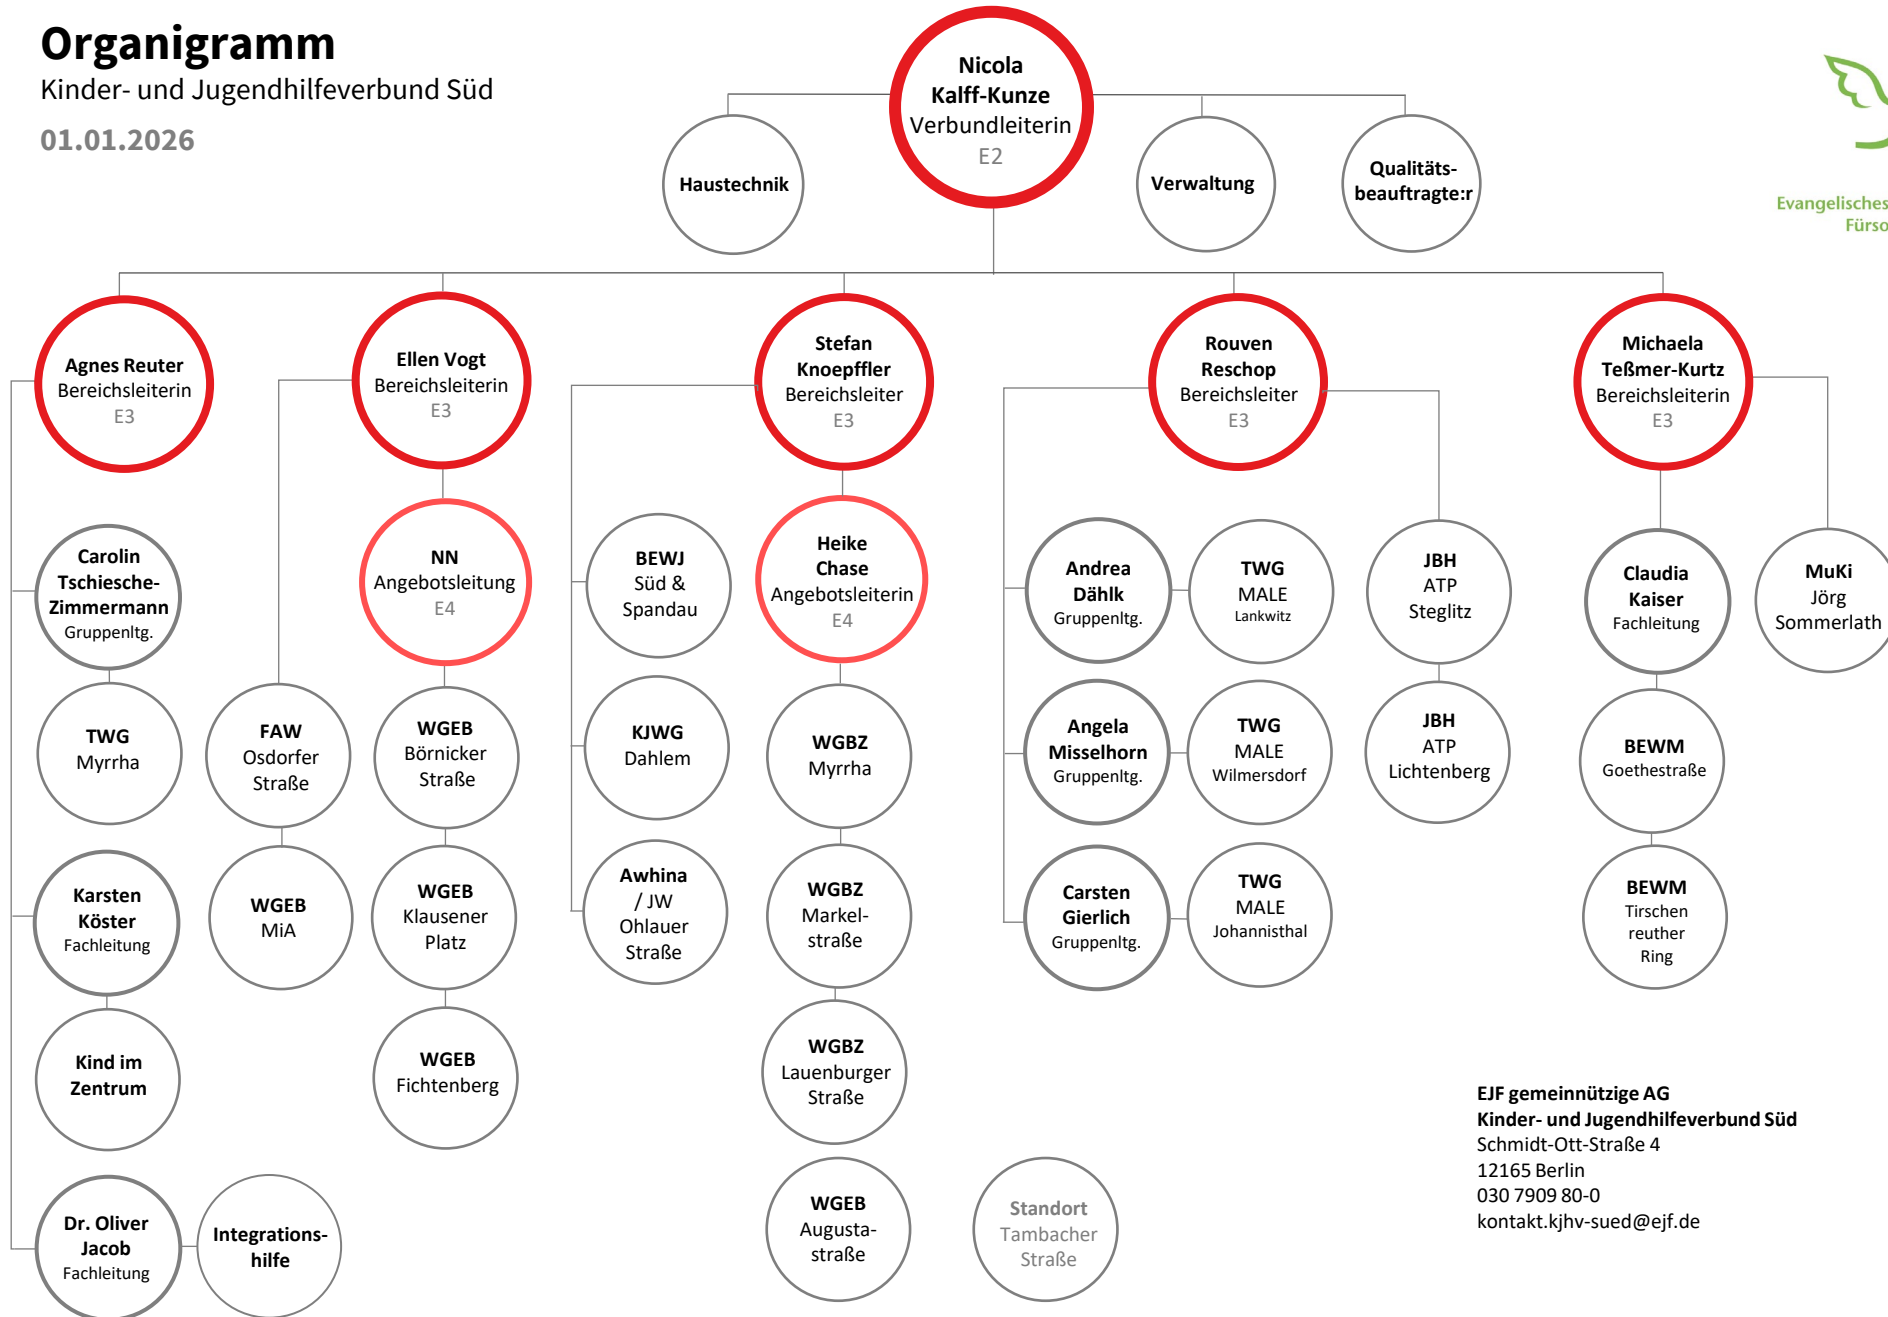 Organigramm
Kinder- und Jugendhilfeverbund Süd
01.01.2026
Nicola
Kalff-Kunze
Verbundleiterin
E2
Haustechnik
Verwaltung
Qualitäts-
beauftragte:r
Evangelisches
Agnes Reuter
Bereichsleiterin
E3
Ellen Vogt
Bereichsleiterin
E3
Stefan
Knoepffler
Bereichsleiter
E3
Rouven
Reschop
Bereichsleiter
E3
Michaela
Teßmer-Kurtz
Bereichsleiterin
E3
Carolin
Tschiesche-
Zimmermann
Gruppenltg.
TWG
Myrrha
Karsten
Köster
Fachleitung
Kind im
Zentrum
Dr. Oliver
Jacob
Fachleitung
Integrations-
hilfe
NN
Angebotsleitung
E4
FAW
Osdorfer
Straße
WGEB
MiA
WGEB
Börnicker
Straße
WGEB
Klausener
Platz
WGEB
Fichtenberg
BEWJ
Süd &
Spandau
KJWG
Dahlem
Awhina
/ JW
Ohlauer
Straße
Heike
Chase
Angebotsleiterin
E4
WGBZ
Myrrha
WGBZ
Markel-
straße
WGBZ
Lauenburger
Straße
WGEB
Augusta-
straße
Standort
Tambacher
Straße
Andrea
Dählk
Gruppenltg.
TWG
MALE
Lankwitz
Angela
Misselhorn
Gruppenltg.
TWG
MALE
Wilmersdorf
Carsten
Gierlich
Gruppenltg.
TWG
MALE
Johannisthal
JBH
ATP
Steglitz
JBH
ATP
Lichtenberg
Claudia
Kaiser
Fachleitung
MuKi
Jörg
Sommerlath
BEWM
Goethestraße
BEWM
Tirschen
reuther
Ring
EJF gemeinnützige AG
Kinder- und Jugendhilfeverbund Süd
Schmidt-Ott-Straße 4
12165 Berlin
030 7909 80-0
kontakt.kjhv-sued@ejf.de